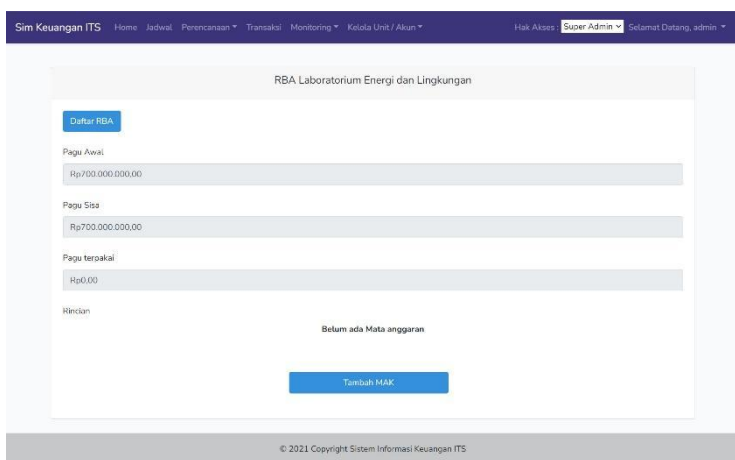 Sim Keuangan ITS Home Jadwal Perencanaan Transaksi Monitoring Kelola Unit / Akun Hak Akses : Super Admin Selamat Datang, admin
RBA Laboratorium Energi dan Lingkungan
Daftar RBA
Pagu Awal
Rp700.000.000,00
Pagu Sisa
Rp700.000.000,00
Pagu terpakai
Rp0,00
Rincian
Belum ada Mata anggaran
Tambah MAK
© 2021 Copyright Sistem Informasi Keuangan ITS